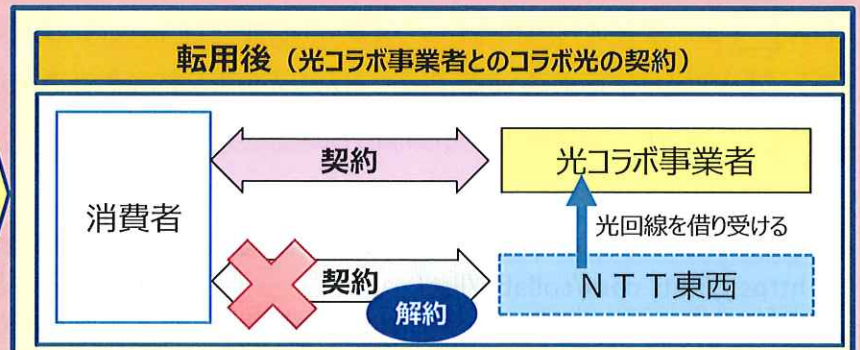 転用後（光コラボ事業者とのコラボ光の契約）
消費者
契約
光コラボ事業者
光回線を借り受ける
契約
解約
ＮＴＴ東西